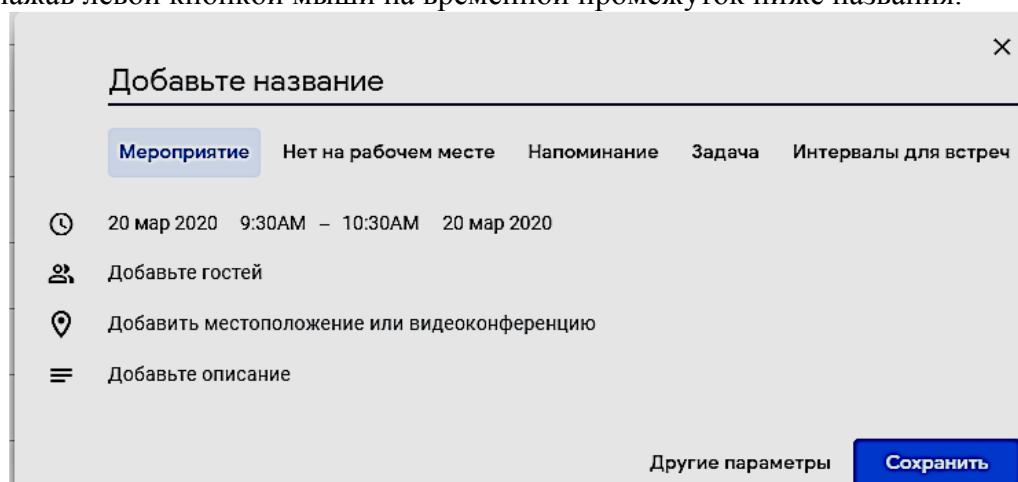 нажав левой кнопкой мыши на временной промежуток ниже названия.
Добавьте название
Мероприятие Нет на рабочем месте Напоминание Задача Интервалы для встреч
20 мар 2020 9:30AM – 10:30AM 20 мар 2020
Добавьте гостей
Добавить местоположение или видеоконференцию
Добавьте описание
Другие параметры Сохранить